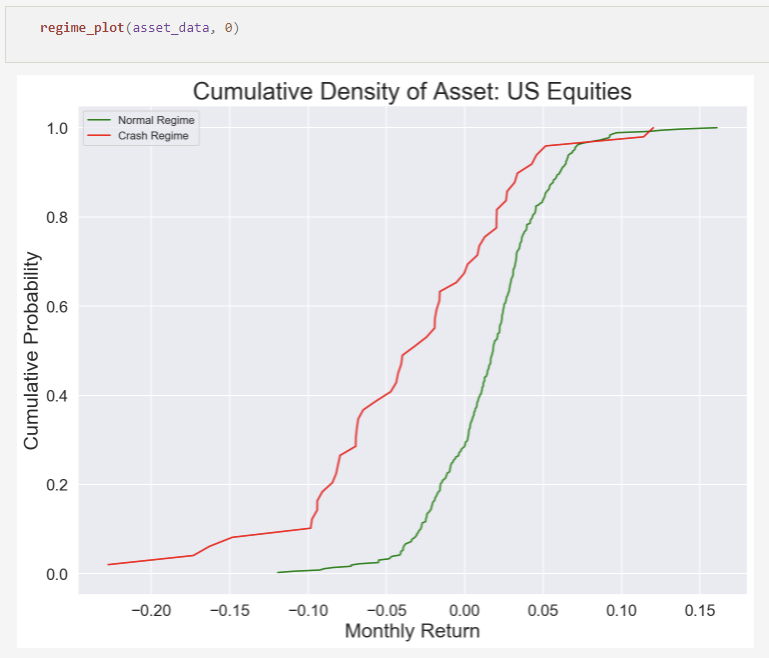 regime_plot(asset_data, 0)
Cumulative Density of Asset: US Equities
Normal Regime
Crash Regime
1.0
0.8
0.6
0.4
0.2
0.0
Cumulative Probability
−0.20 −0.15 −0.10 −0.05 0.00 0.05 0.10 0.15
Monthly Return